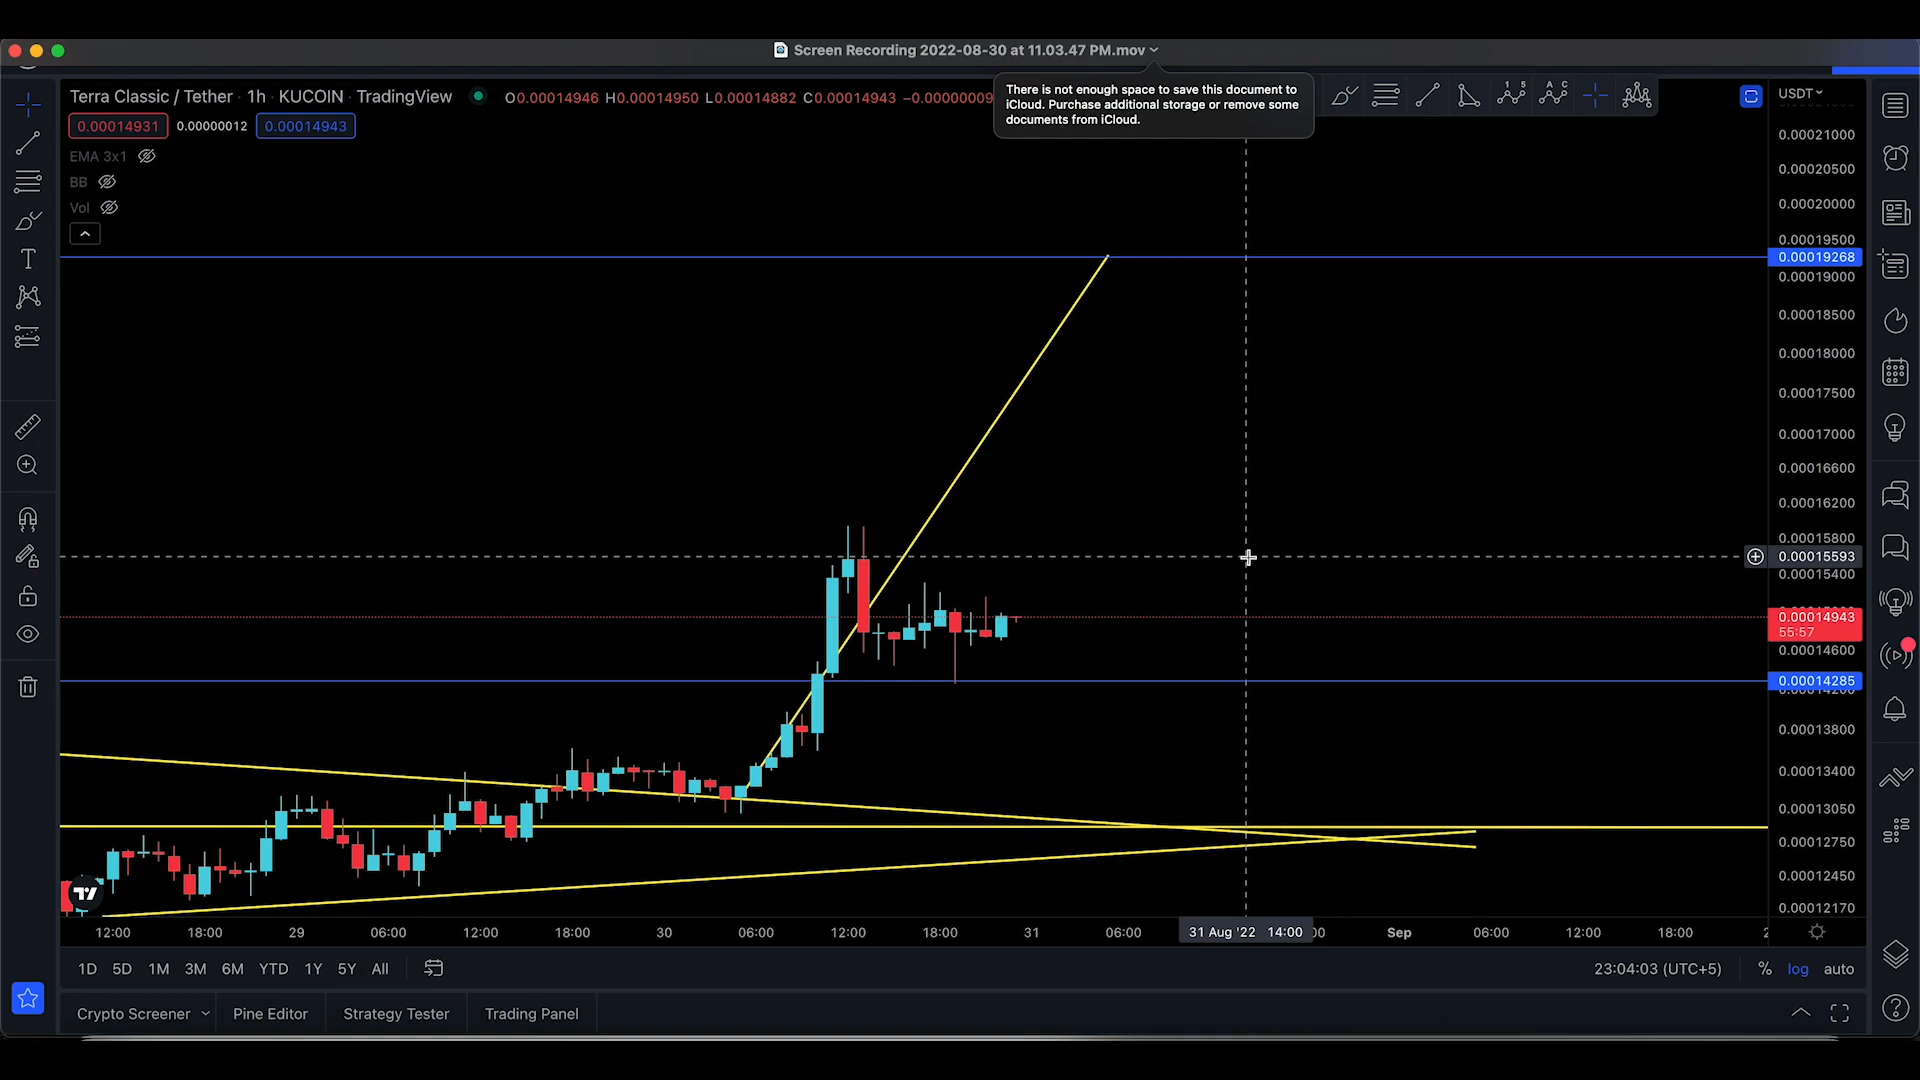 Screen Recording 2022-08-30 at 11.03.47 PM.mov
There is not enough space to save this document to
iCloud. Purchase additional storage or remove some
documents from iCloud.
Terra Classic / Tether · 1h · KUCOIN · TradingView
O0.00014946 H0.00014950 L0.00014882 C0.00014943 −0.00000009
0.00014931 0.00000012 0.00014943
EMA 3x1
BB
Vol
USDT
0.00021000
0.00020500
0.00020000
0.00019500
0.00019268
0.00019000
0.00018500
0.00018000
0.00017500
0.00017000
0.00016600
0.00016200
0.00015800
0.00015593
0.00015400
0.00014943
55:57
0.00014600
0.00014285
0.00013800
0.00013400
0.00013050
0.00012750
0.00012450
0.00012170
12:00 18:00 29 06:00 12:00 18:00 30 06:00 12:00 18:00 31 06:00 31 Aug '22 14:00 Sep 06:00 12:00 18:00
1D 5D 1M 3M 6M YTD 1Y 5Y All
23:04:03 (UTC+5) % log auto
Crypto Screener Pine Editor Strategy Tester Trading Panel